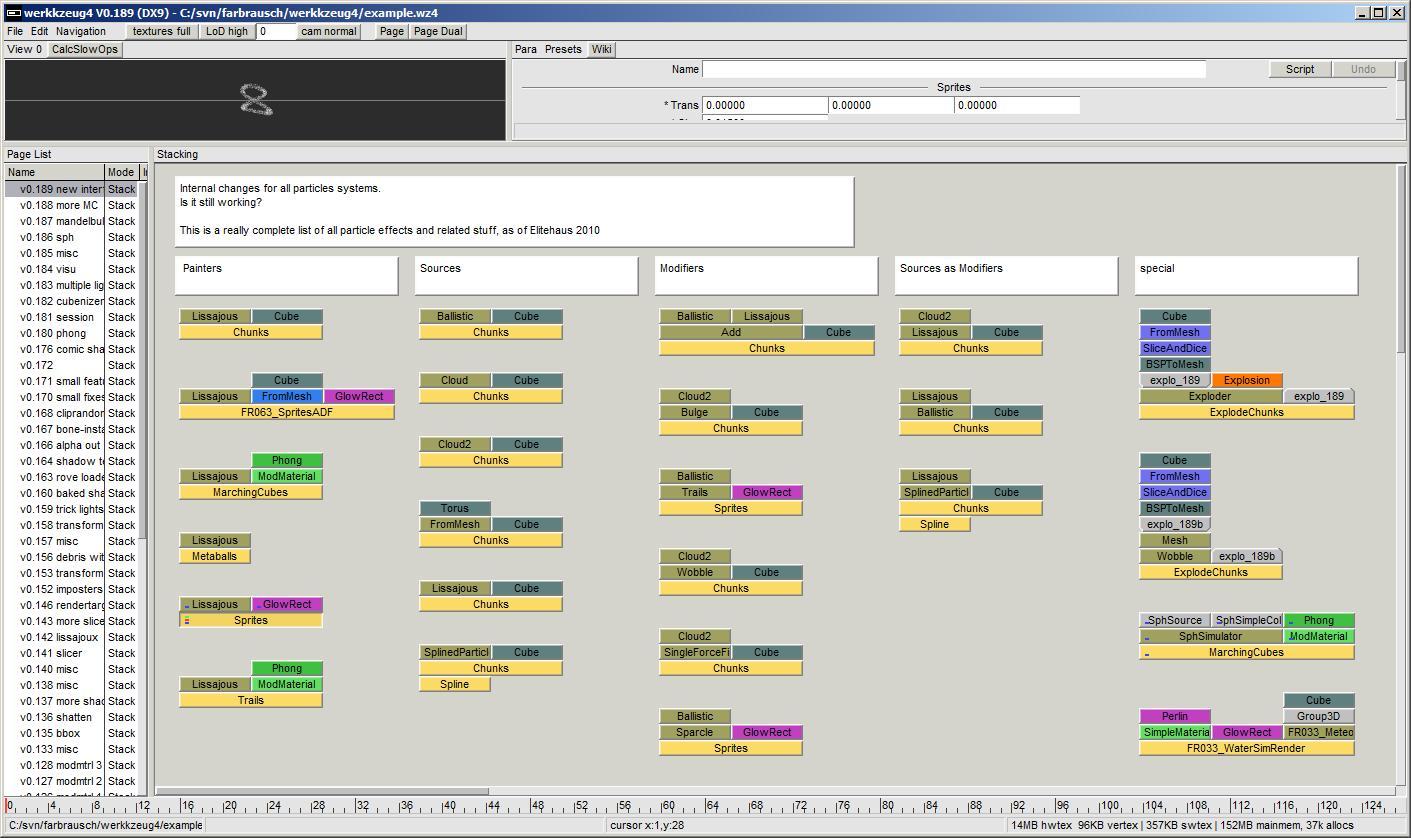 werkkzeug4 V0.189 (DX9) - C:/svn/farbrausch/werkkzeug4/example.wz4
File Edit Navigation textures full LoD high 0 cam normal Page Page Dual
View 0 CalcSlowOps
Para Presets Wiki
Name Script Undo
Sprites
* Trans 0.00000 0.00000 0.00000
Page List
Name Mode
v0.189 new inter Stack
v0.188 more MC Stack
v0.187 mandelbul Stack
v0.186 sph Stack
v0.185 misc Stack
v0.184 visu Stack
v0.183 multiple lig Stack
v0.182 cubenizer Stack
v0.181 session Stack
v0.180 phong Stack
v0.176 comic sha Stack
v0.172 Stack
v0.171 small featu Stack
v0.170 small fixes Stack
v0.168 cliprandon Stack
v0.167 bone-insta Stack
v0.166 alpha out Stack
v0.164 shadow te Stack
v0.163 rove loade Stack
v0.160 baked sha Stack
v0.159 trick lights Stack
v0.158 transform Stack
v0.157 misc Stack
v0.156 debris wit Stack
v0.153 transform Stack
v0.152 imposters Stack
v0.146 rendertarg Stack
v0.143 more slice Stack
v0.142 lissajoux Stack
v0.141 slicer Stack
v0.140 misc Stack
v0.138 misc Stack
v0.137 more shad Stack
v0.136 shatten Stack
v0.135 bbox Stack
v0.133 misc Stack
v0.128 modmtrl 3 Stack
v0.127 modmtrl 2 Stack
Stacking
Internal changes for all particles systems.
Is it still working?
This is a really complete list of all particle effects and related stuff, as of Elitehaus 2010
Painters
Lissajous Cube
Chunks
Cube
Lissajous FromMesh GlowRect
FR063_SpritesADF
Phong
Lissajous ModMaterial
MarchingCubes
Lissajous
Metaballs
Lissajous GlowRect
Sprites
Phong
Lissajous ModMaterial
Trails
Sources
Ballistic Cube
Chunks
Cloud Cube
Chunks
Cloud2 Cube
Chunks
Torus
FromMesh Cube
Chunks
Lissajous Cube
Chunks
SplinedParticl Cube
Chunks
Spline
Modifiers
Ballistic Lissajous
Add Cube
Chunks
Cloud2
Bulge Cube
Chunks
Ballistic
Trails GlowRect
Sprites
Cloud2
Wobble Cube
Chunks
Cloud2
SingleForceFi Cube
Chunks
Ballistic
Sparcle GlowRect
Sprites
Sources as Modifiers
Cloud2
Lissajous Cube
Chunks
Lissajous
Ballistic Cube
Chunks
Lissajous
SplinedParticl Cube
Chunks
Spline
special
Cube
FromMesh
SliceAndDice
BSPToMesh
explo_189 Explosion
Exploder explo_189
ExplodeChunks
Cube
FromMesh
SliceAndDice
BSPToMesh
explo_189b
Mesh
Wobble explo_189b
ExplodeChunks
SphSource SphSimpleCol Phong
SphSimulator ModMaterial
MarchingCubes
Cube
Perlin Group3D
SimpleMateria GlowRect FR033_Meteo
FR033_WaterSimRender
0 4 8 12 16 20 24 28 32 36 40 44 48 52 56 60 64 68 72 76 80 84 88 92 96 100 104 108 112 116 120 124
C:/svn/farbrausch/werkkzeug4/example cursor x:1,y:28 14MB hwtex 96KB vertex | 357KB swtex | 152MB mainmem, 37k allocs